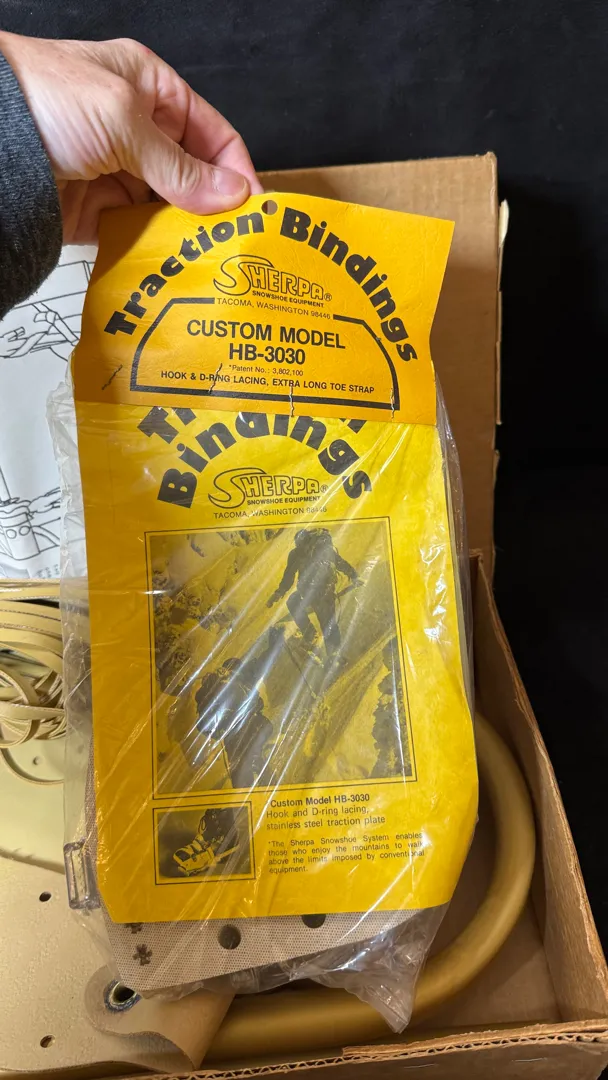 Traction* Bindings
SHERPA®
SNOWSHOE EQUIPMENT
TACOMA, WASHINGTON 98446
CUSTOM MODEL
HB-3030
*Patent No.: 3,802,100
HOOK & D-RING LACING, EXTRA LONG TOE STRAP
Bindings
SHERPA®
SNOWSHOE EQUIPMENT
TACOMA, WASHINGTON 98446
Custom Model HB-3030
Hook and D-ring lacing,
stainless steel traction plate
*The Sherpa Snowshoe System enables
those who enjoy the mountains to walk
above the limits imposed by conventional
equipment.